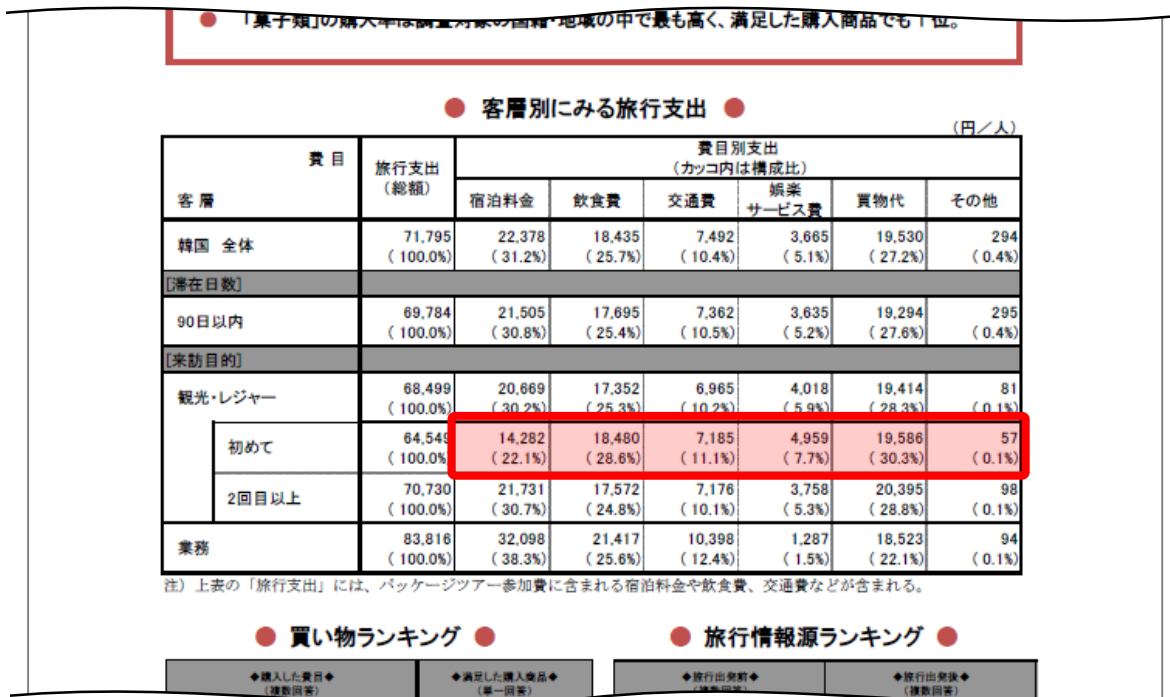 ● 「菓子類」の購入率は調査対象の国籍・地域の中で最も高く、満足した購入商品でも1位。
● 客層別にみる旅行支出 ●
(円/人)
費目
客層
旅行支出
(総額)
費目別支出
(カッコ内は構成比)
宿泊料金 飲食費 交通費 娯楽サービス費 買物代 その他
韓国 全体 71,795 22,378 18,435 7,492 3,665 19,530 294
(100.0%) (31.2%) (25.7%) (10.4%) (5.1%) (27.2%) (0.4%)
[滞在日数]
90日以内 69,784 21,505 17,695 7,362 3,635 19,294 295
(100.0%) (30.8%) (25.4%) (10.5%) (5.2%) (27.6%) (0.4%)
[来訪目的]
観光・レジャー 68,499 20,669 17,352 6,965 4,018 19,414 81
(100.0%) (30.2%) (25.3%) (10.2%) (5.9%) (28.3%) (0.1%)
初めて 64,549 14,282 18,480 7,185 4,959 19,586 57
(100.0% (22.1%) (28.6%) (11.1%) (7.7%) (30.3%) (0.1%)
2回目以上 70,730 21,731 17,572 7,176 3,758 20,395 98
(100.0%) (30.7%) (24.8%) (10.1%) (5.3%) (28.8%) (0.1%)
業務 83,816 32,098 21,417 10,398 1,287 18,523 94
(100.0%) (38.3%) (25.6%) (12.4%) (1.5%) (22.1%) (0.1%)
注) 上表の「旅行支出」には、パッケージツアー参加費に含まれる宿泊料金や飲食費、交通費などが含まれる。
● 買い物ランキング ●
● 旅行情報源ランキング ●
◆購入した費目◆
(複数回答)
◆満足した購入商品◆
(単一回答)
◆旅行出発前◆
(複数回答)
◆旅行出発後◆
(複数回答)